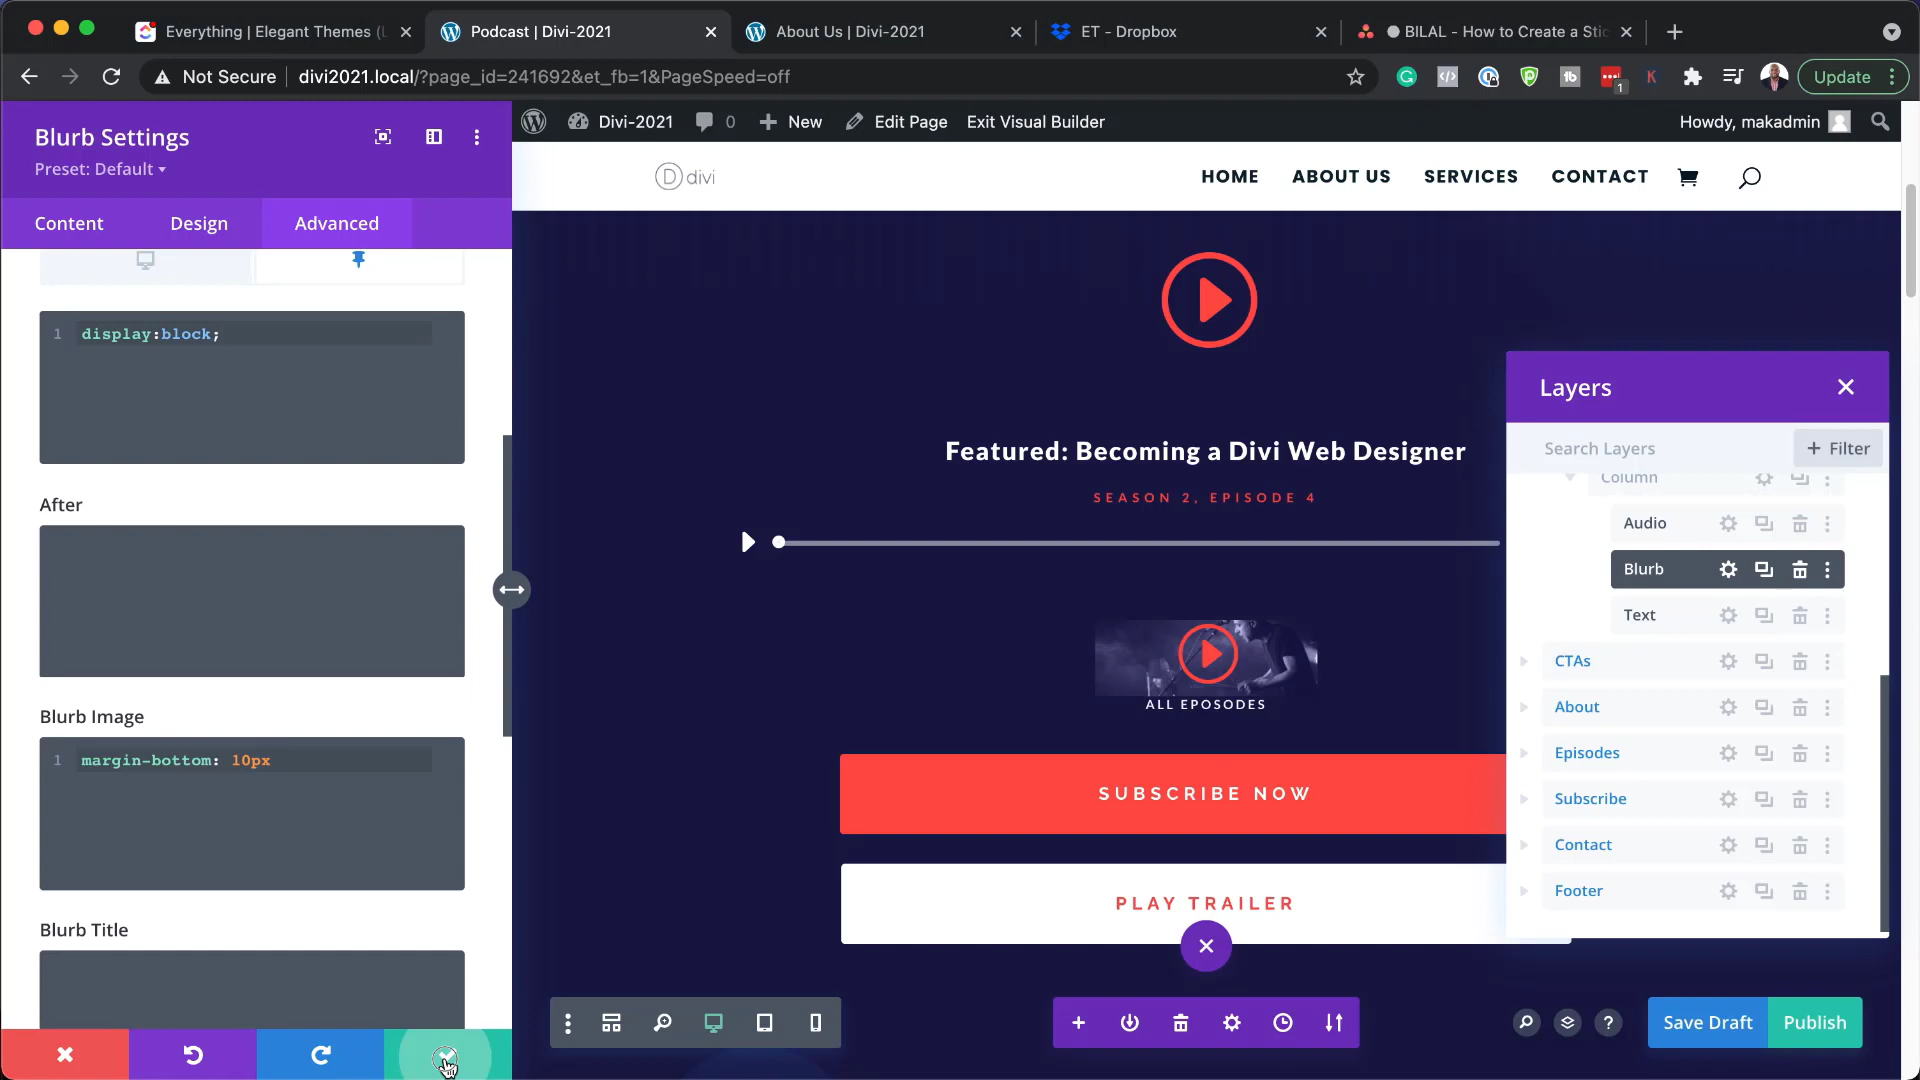 Everything | Elegant Themes (L
Podcast | Divi-2021
About Us | Divi-2021
ET - Dropbox
BILAL - How to Create a Stic
Not Secure
divi2021.local/?page_id=241692&et_fb=1&PageSpeed=off
tb
1
K
Update
Blurb Settings
Preset: Default
Content
Design
Advanced
1 display:block;
After
Blurb Image
1 margin-bottom: 10px
Blurb Title
Divi-2021
0
New
Edit Page
Exit Visual Builder
Howdy, makadmin
D divi
HOME
ABOUT US
SERVICES
CONTACT
Featured: Becoming a Divi Web Designer
SEASON 2, EPISODE 4
ALL EPOSODES
SUBSCRIBE NOW
PLAY TRAILER
Layers
Search Layers
+ Filter
Column
Audio
Blurb
Text
CTAs
About
Episodes
Subscribe
Contact
Footer
?
Save Draft
Publish